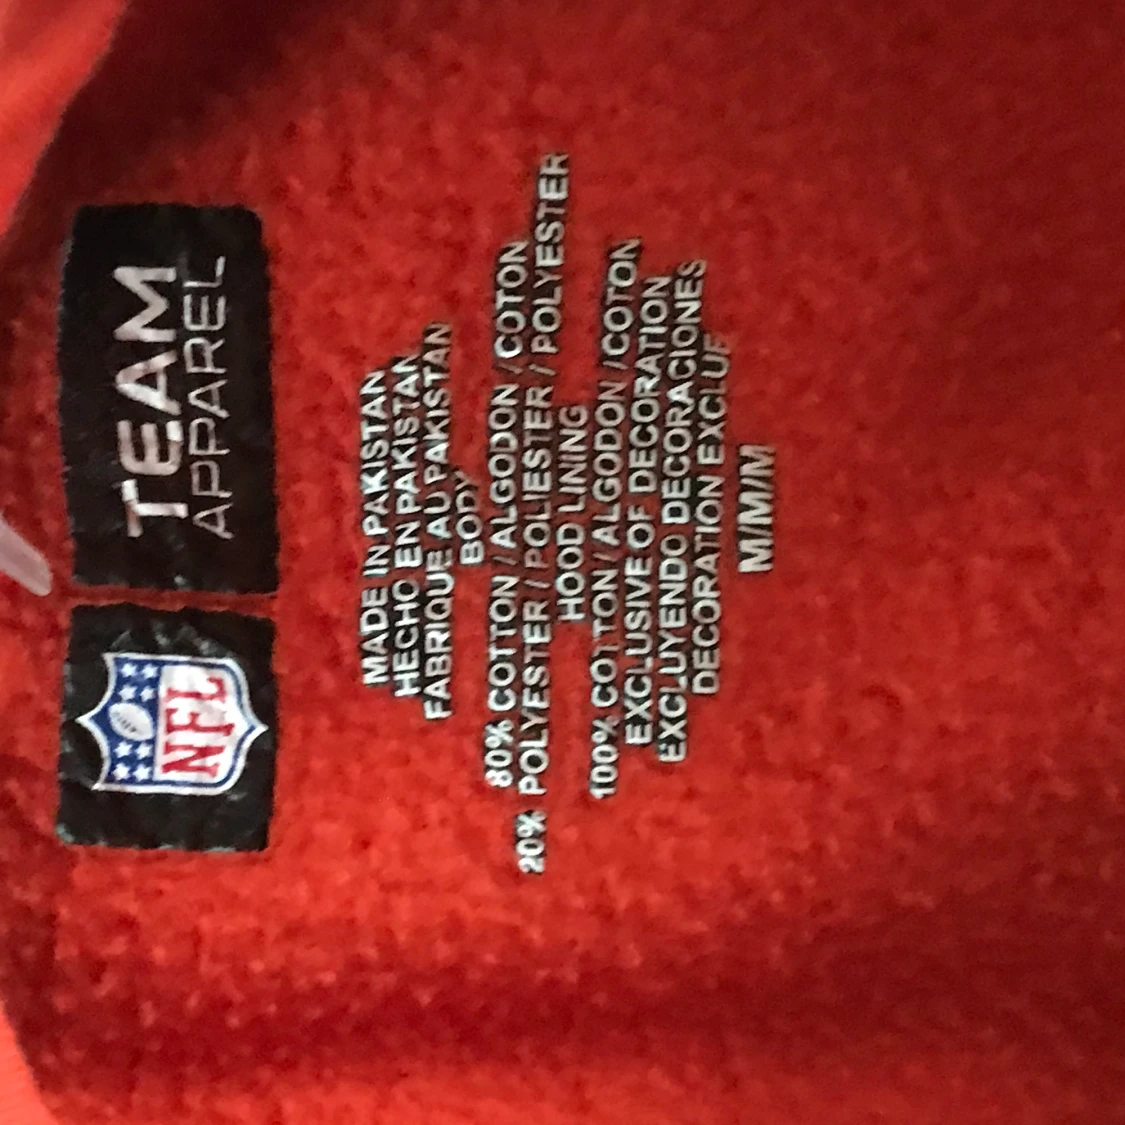 NFL
TEAM
APPAREL
MADE IN PAKISTAN
HECHO EN PAKISTAN
FABRIQUE AU PAKISTAN
BODY
80% COTTON / ALGODON / COTON
20% POLYESTER / POLIESTER / POLYESTER
HOOD LINING
100% COTTON / ALGODON / COTON
EXCLUSIVE OF DECORATION
EXCLUYENDO DECORACIONES
DECORATION EXCLUE
M/M/M